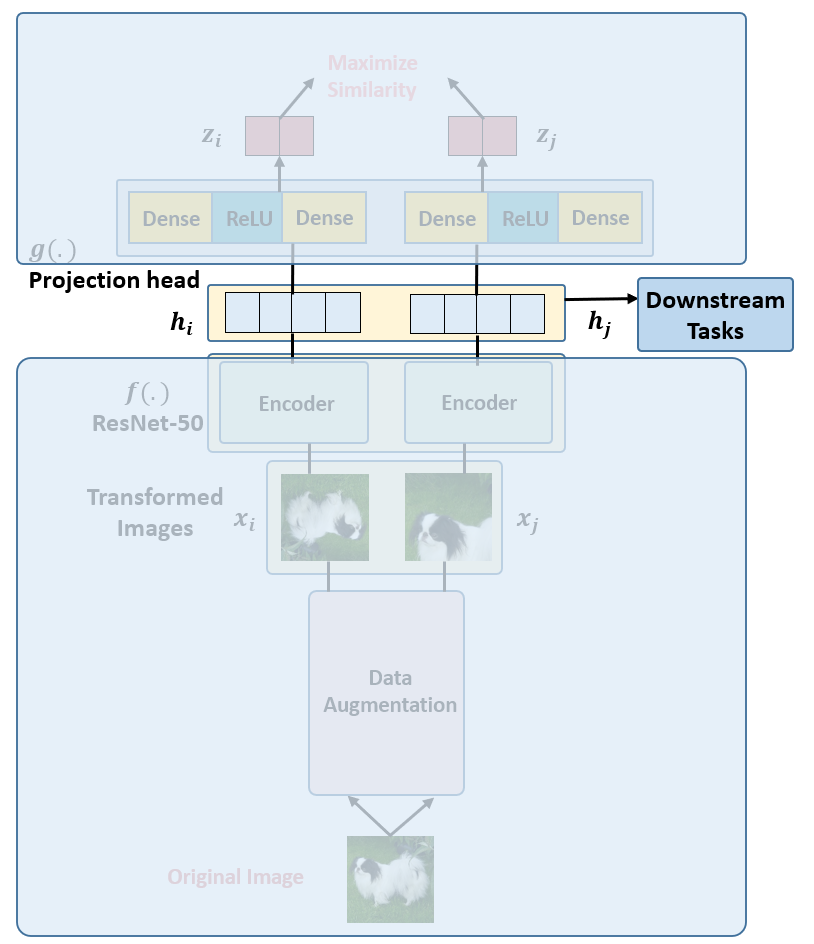 Maximize
Similarity
z_i
z_j
Dense ReLU Dense
Dense ReLU Dense
g(.)
Projection head
h_i
h_j
Downstream
Tasks
f(.)
ResNet-50
Encoder
Encoder
Transformed
Images
x_i
x_j
Data
Augmentation
Original Image